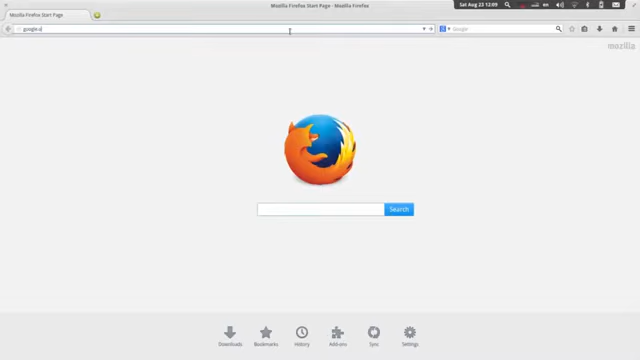 Mozilla Firefox Start Page - Mozilla Firefox
Sat Aug 23 12:09
Mozilla Firefox Start Page
google.c
Google
mozilla
Search
Downloads
Bookmarks
History
Add-ons
Sync
Settings